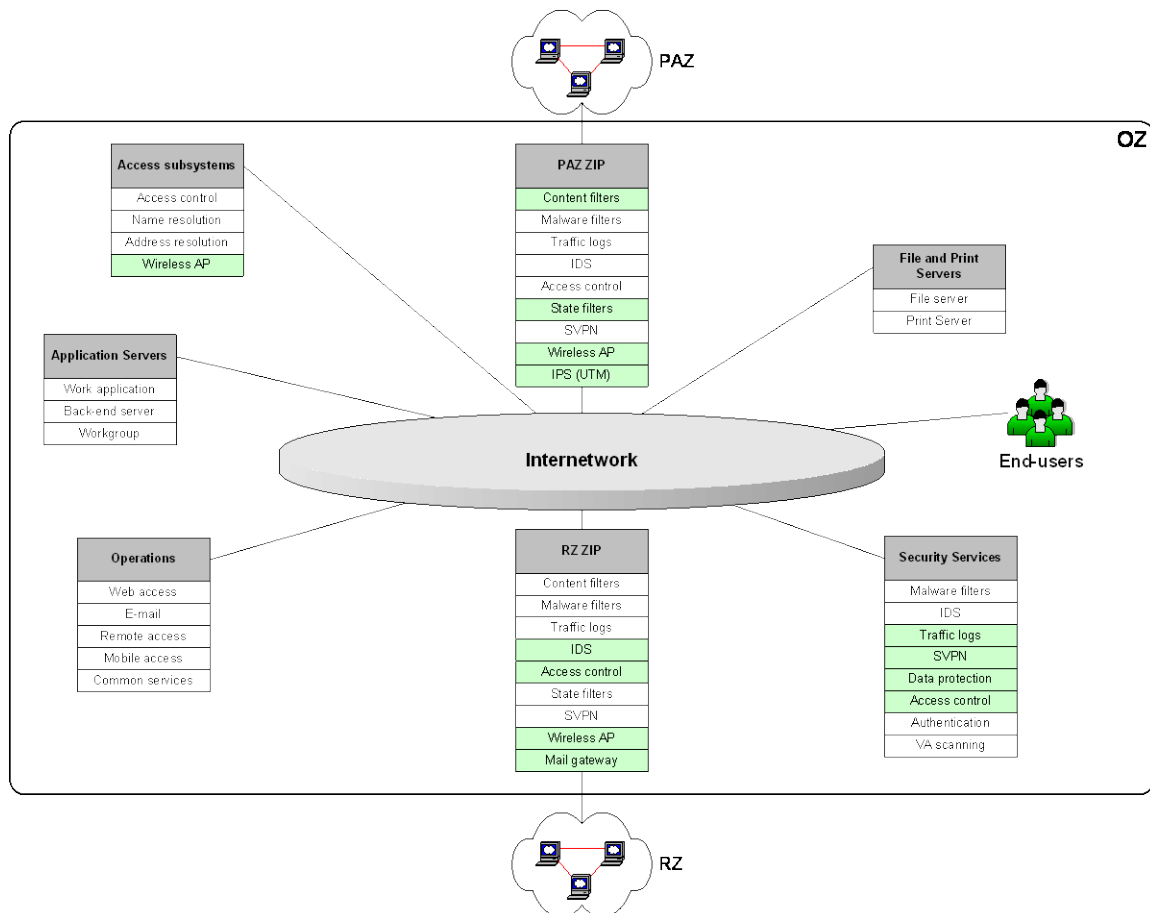 PAZ
OZ
Access subsystems
Access control
Name resolution
Address resolution
Wireless AP
PAZ ZIP
Content filters
Malware filters
Traffic logs
IDS
Access control
State filters
SVPN
Wireless AP
IPS (UTM)
File and Print
Servers
File server
Print Server
Application Servers
Work application
Back-end server
Workgroup
End-users
Internetwork
Operations
Web access
E-mail
Remote access
Mobile access
Common services
RZ ZIP
Content filters
Malware filters
Traffic logs
IDS
Access control
State filters
SVPN
Wireless AP
Mail gateway
Security Services
Malware filters
IDS
Traffic logs
SVPN
Data protection
Access control
Authentication
VA scanning
RZ